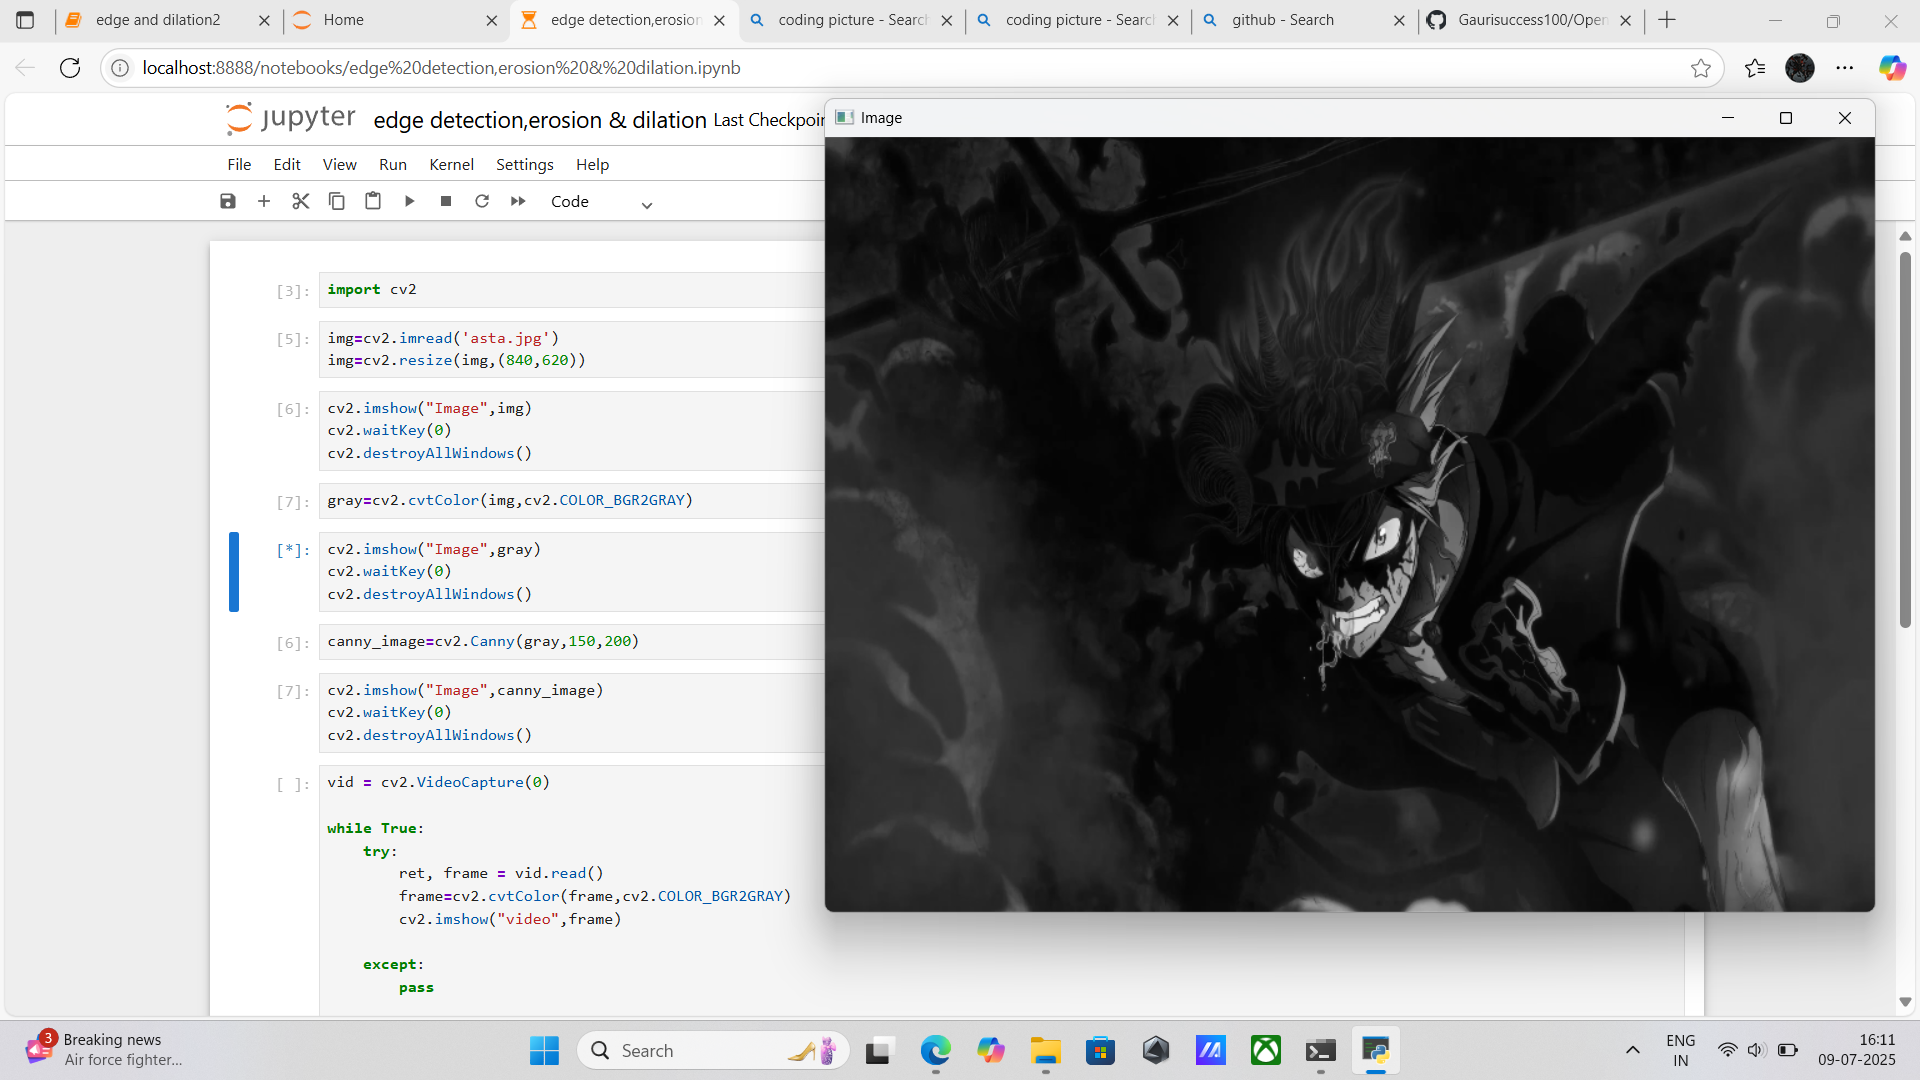 edge and dilation2
Home
edge detection,erosion
coding picture - Search
coding picture - Search
github - Search
Gaurisuccess100/Open
localhost:8888/notebooks/edge%20detection,erosion%20&%20dilation.ipynb
jupyter
edge detection,erosion & dilation Last Checkpoin
Image
File Edit View Run Kernel Settings Help
Code
[3]: import cv2
[5]: img=cv2.imread('asta.jpg')
img=cv2.resize(img,(840,620))
[6]: cv2.imshow("Image",img)
cv2.waitKey(0)
cv2.destroyAllWindows()
[7]: gray=cv2.cvtColor(img,cv2.COLOR_BGR2GRAY)
[*]: cv2.imshow("Image",gray)
cv2.waitKey(0)
cv2.destroyAllWindows()
[6]: canny_image=cv2.Canny(gray,150,200)
[7]: cv2.imshow("Image",canny_image)
cv2.waitKey(0)
cv2.destroyAllWindows()
[ ]: vid = cv2.VideoCapture(0)
while True:
    try:
        ret, frame = vid.read()
        frame=cv2.cvtColor(frame,cv2.COLOR_BGR2GRAY)
        cv2.imshow("video",frame)
    except:
        pass
3
Breaking news
Air force fighter...
Search
ENG
IN
16:11
09-07-2025